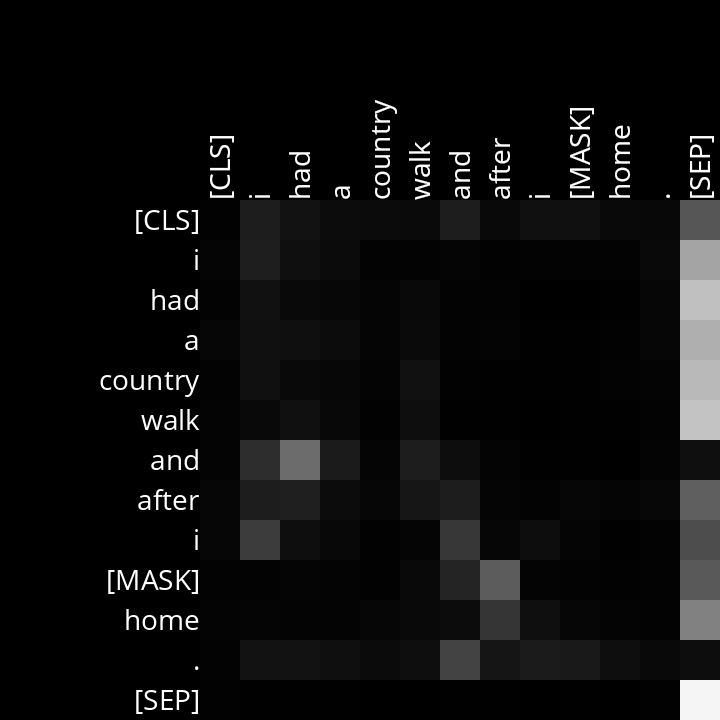 [CLS] i had a country walk and after i [MASK] home . [SEP]
[CLS]
i
had
a
country
walk
and
after
i
[MASK]
home
.
[SEP]